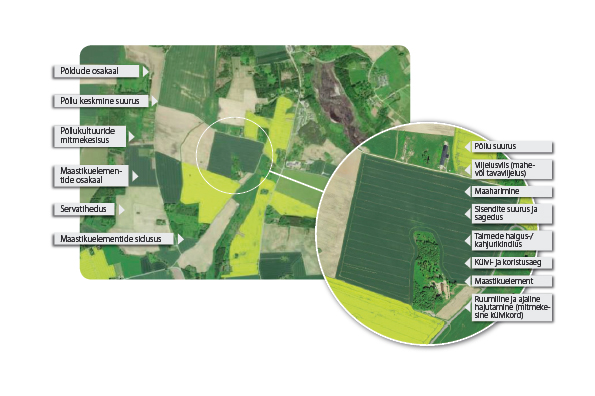 Põldude osakaal
Põllu keskmine suurus
Põllukultuuride
mitmekesisus
Maastikuelemen-
tide osakaal
Servatihedus
Maastikuelementide sidusus
Põllu suurus
Viljelusviis (mahe-
või tavaviljelus)
Maaharimine
Sisendite suurus ja
sagedus
Taimede haigus-/
kahjurikindlus
Külvi- ja koristusaeg
Maastikuelement
Ruumiline ja ajaline
hajutamine (mitmeke-
sine külvikord)